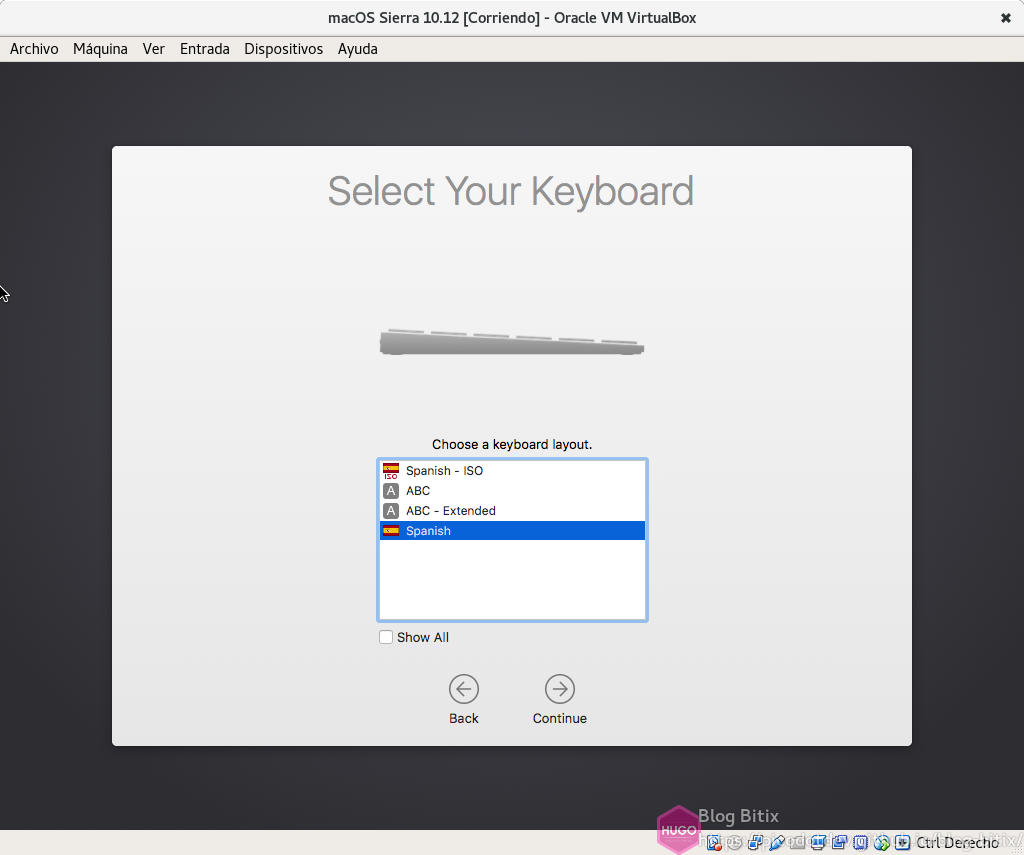 macOS Sierra 10.12 [Corriendo] - Oracle VM VirtualBox
Archivo Máquina Ver Entrada Dispositivos Ayuda
Select Your Keyboard
Choose a keyboard layout.
ISO Spanish - ISO
A ABC
A ABC - Extended
Spanish
Show All
Back Continue
Blog Bitix
HUGO
Ctrl Derecho